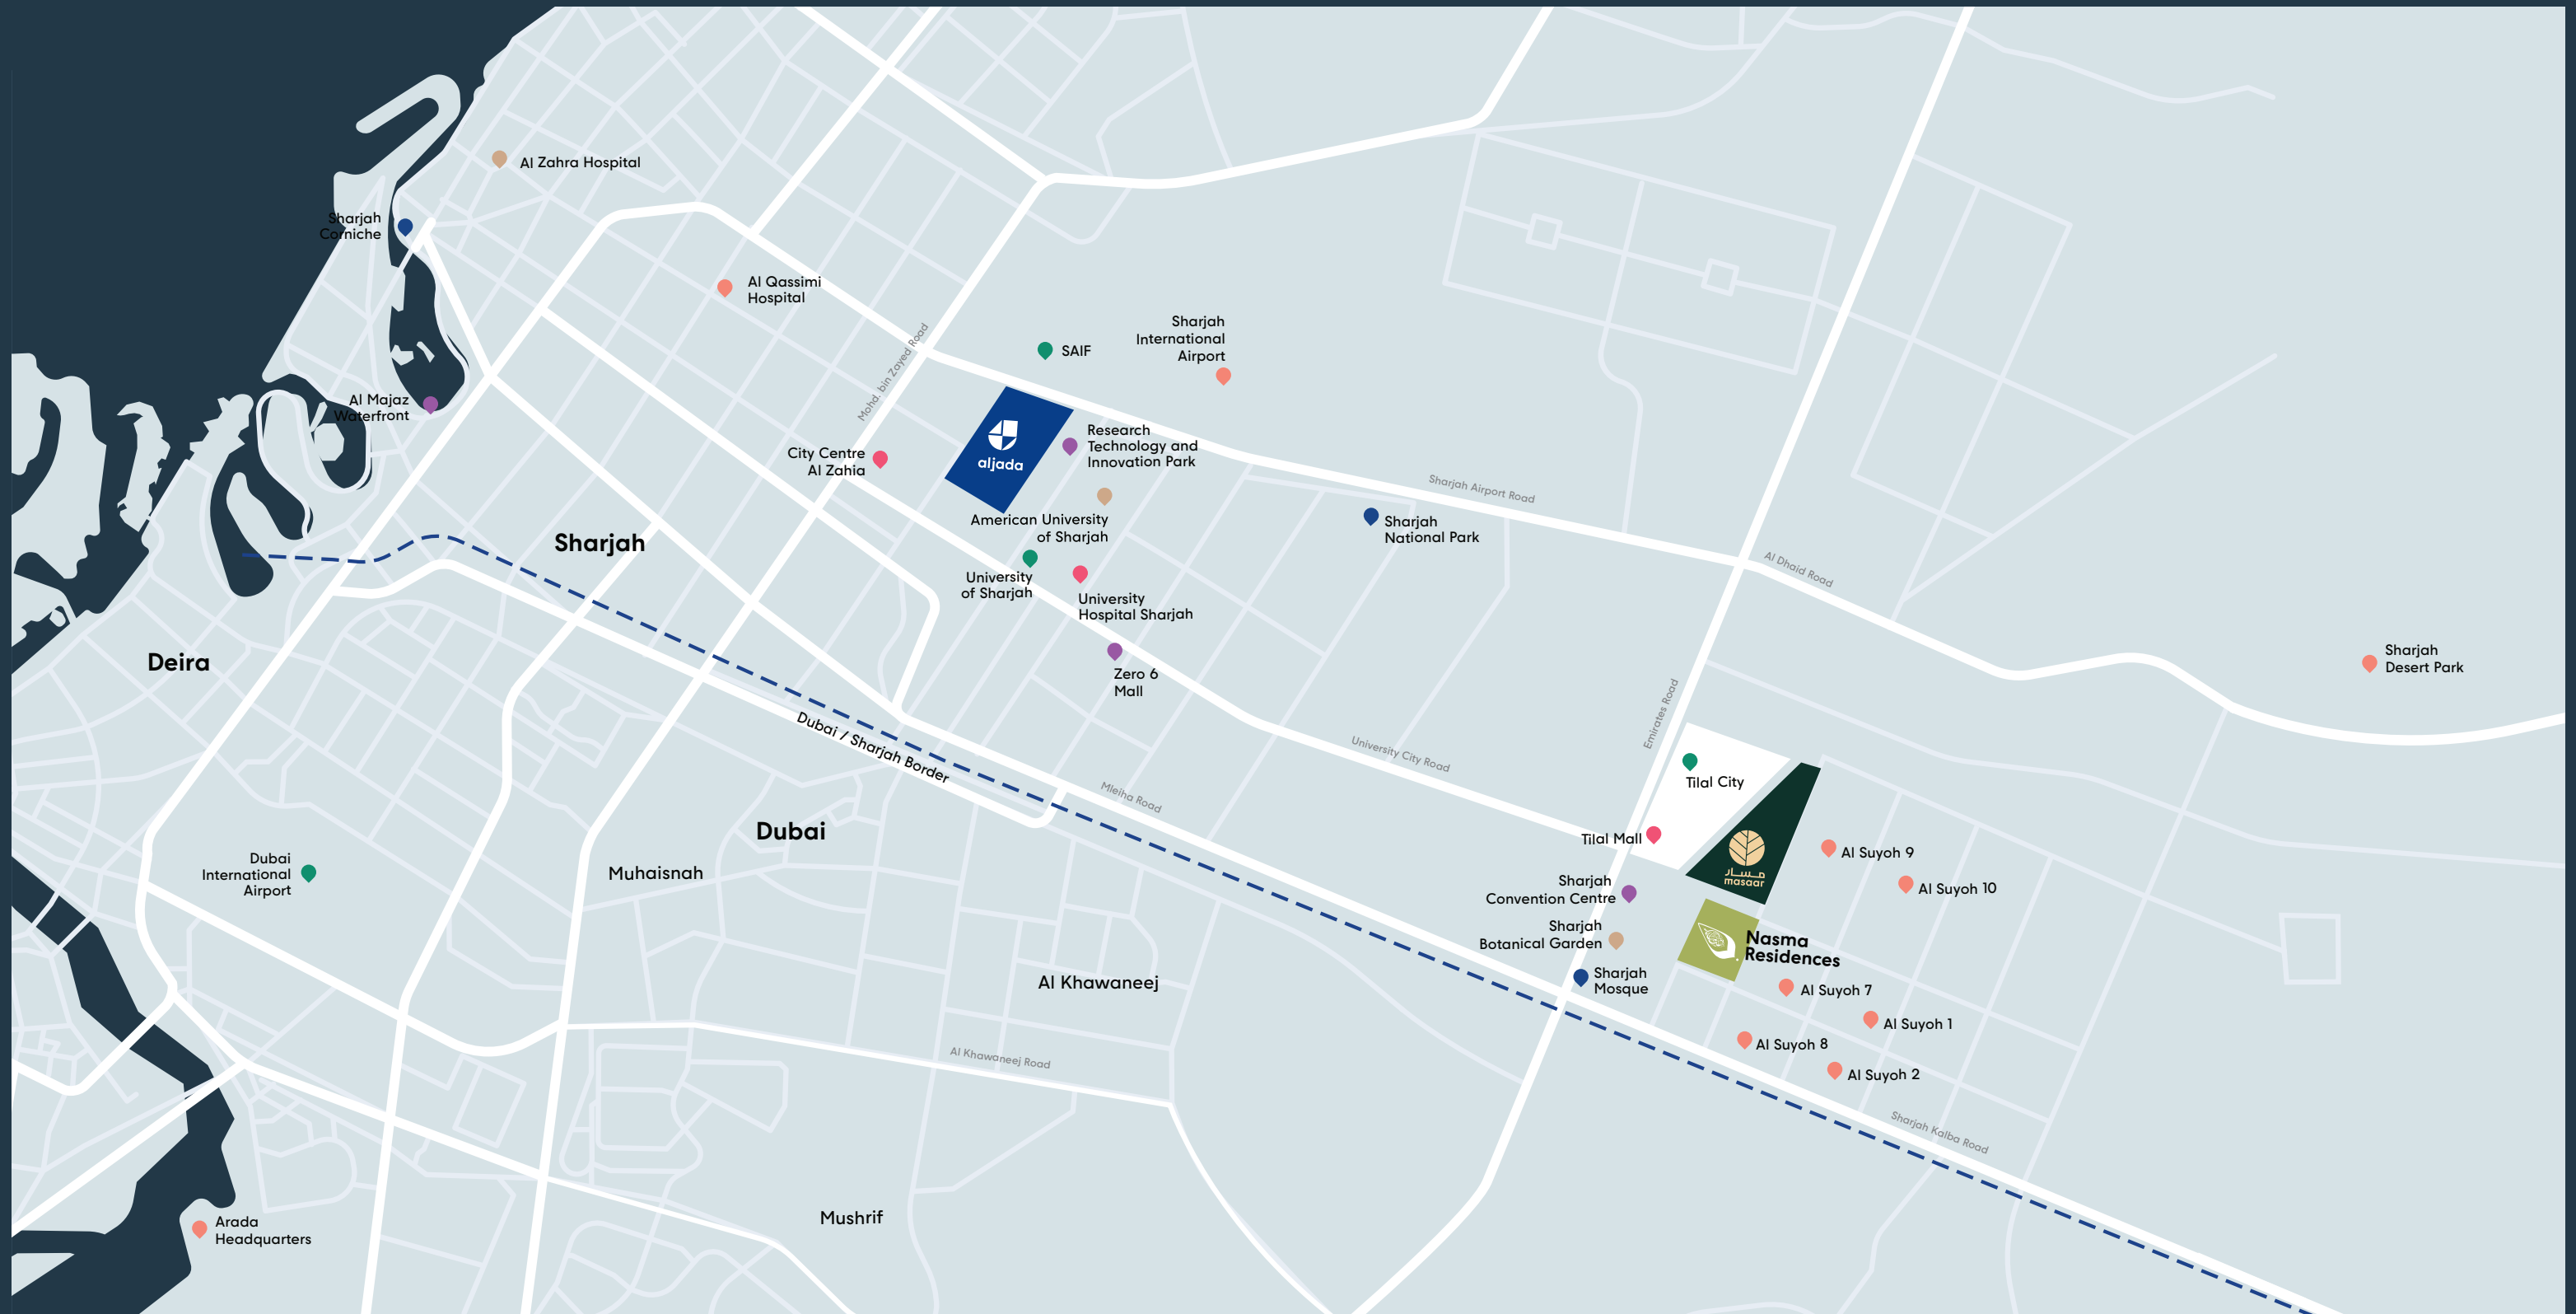 Al Zahra Hospital
Sharjah
Corniche
Al Qassimi
Hospital
Mohd. bin Zayed Road
SAIF
Sharjah
International
Airport
Al Majaz
Waterfront
aljada
Research
Technology and
Innovation Park
City Centre
Al Zahia
American University
of Sharjah
Sharjah Airport Road
Sharjah
National Park
Sharjah
University
of Sharjah
University
Hospital Sharjah
Al Dhaid Road
Deira
Zero 6
Mall
Sharjah
Desert Park
Dubai / Sharjah Border
University City Road
Emirates Road
Mleiha Road
Tilal City
Dubai
Tilal Mall
مسار
masaar
Al Suyoh 9
Al Suyoh 10
Dubai
International
Airport
Muhaisnah
Sharjah
Convention Centre
Sharjah
Botanical Garden
Nasma
Residences
Sharjah
Mosque
Al Khawaneej
Al Suyoh 7
Al Suyoh 1
Al Suyoh 8
Al Suyoh 2
Al Khawaneej Road
Sharjah Kalba Road
Mushrif
Arada
Headquarters